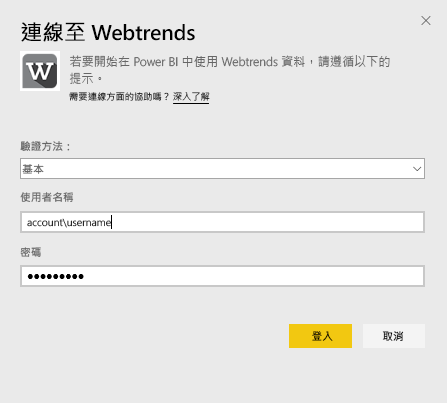 連線至 Webtrends
W
若要開始在 Power BI 中使用 Webtrends 資料，請遵循以下的
提示。
需要連線方面的協助嗎？ 深入了解
驗證方法：
基本
使用者名稱
account\username
密碼
●●●●●●●●●
登入 取消